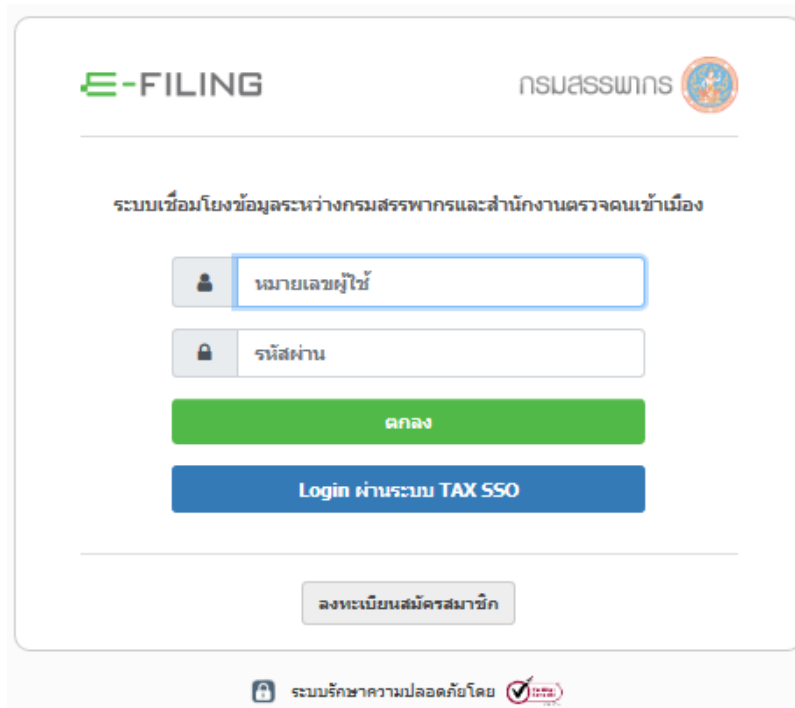 E-FILING
กรมสรรพากร
ระบบเชื่อมโยงข้อมูลระหว่างกรมสรรพากรและสำนักงานตรวจคนเข้าเมือง
หมายเลขผู้ใช้
รหัสผ่าน
ตกลง
Login ผ่านระบบ TAX SSO
ลงทะเบียนสมัครสมาชิก
ระบบรักษาความปลอดภัยโดย